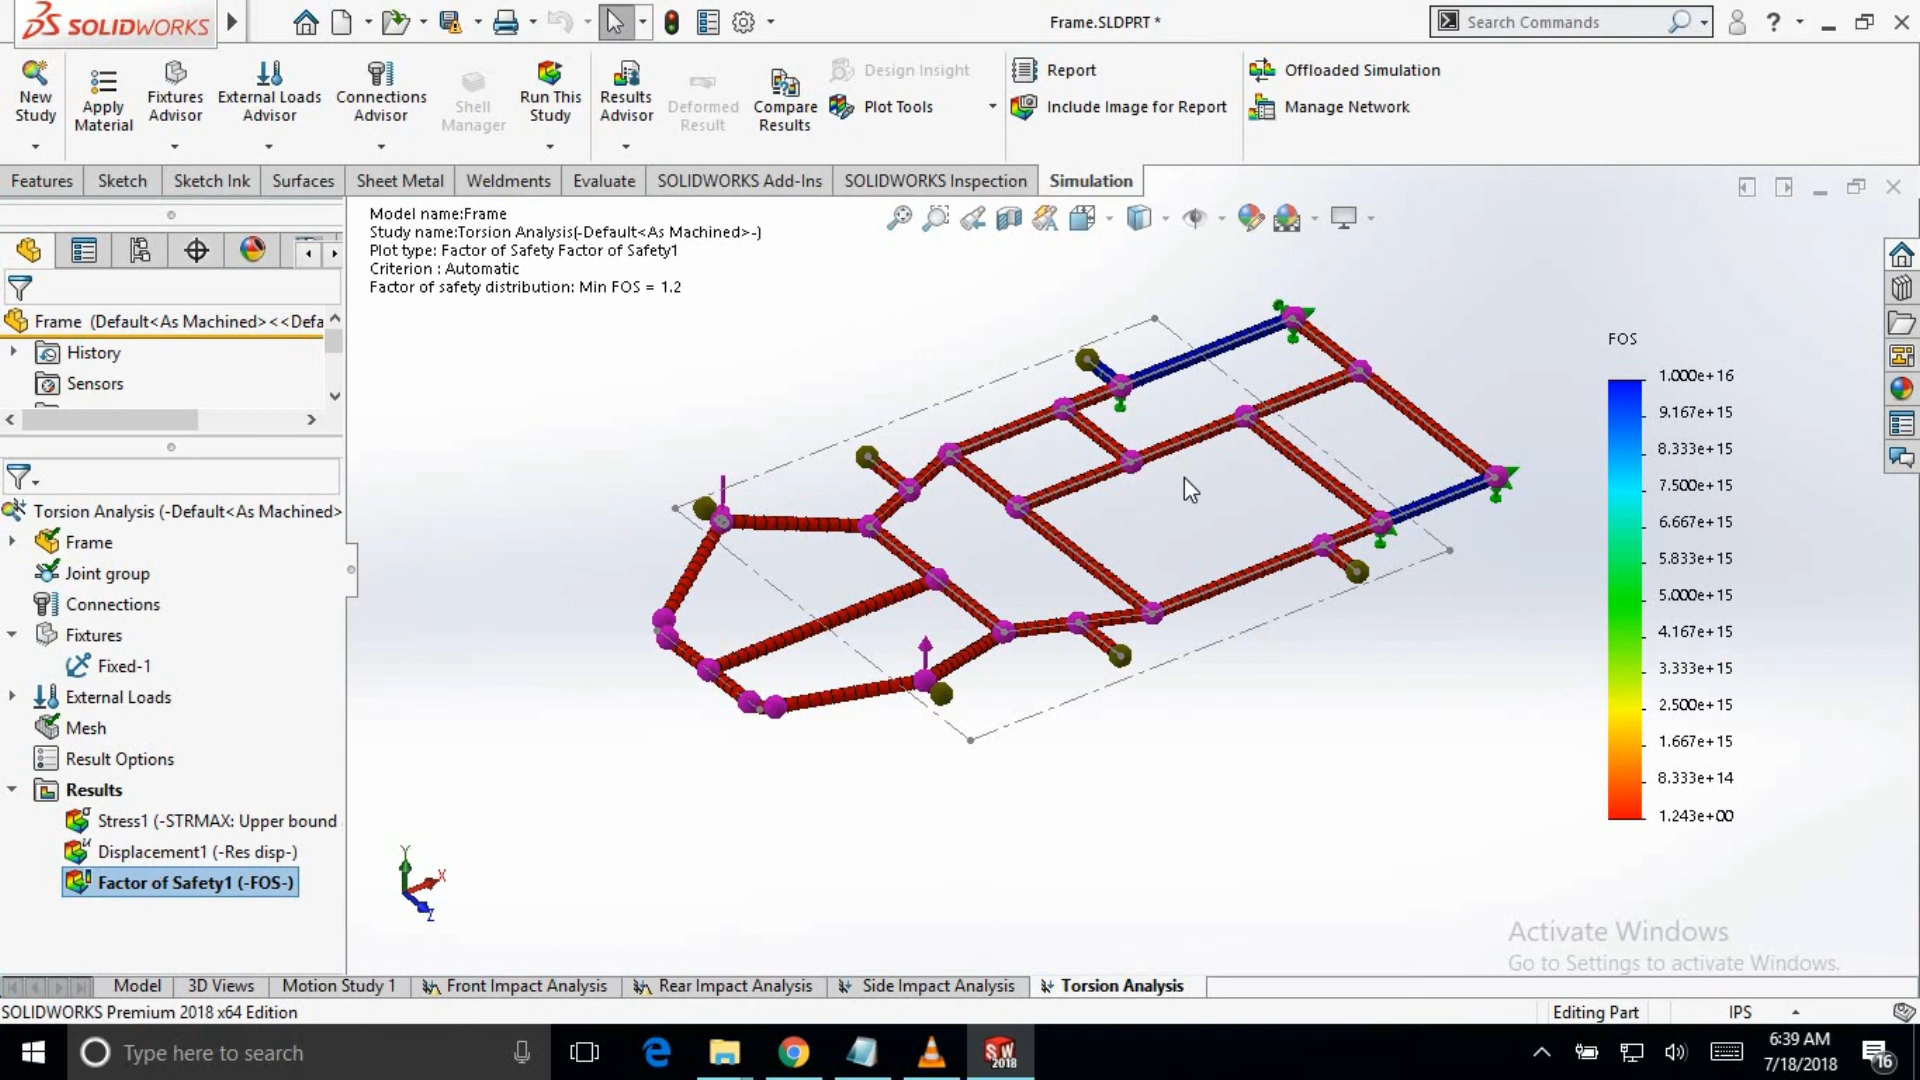 SOLIDWORKS
Frame.SLDPRT *
Search Commands
New Study
Apply Material
Fixtures Advisor
External Loads Advisor
Connections Advisor
Shell Manager
Run This Study
Results Advisor
Deformed Result
Compare Results
Design Insight
Plot Tools
Report
Include Image for Report
Offloaded Simulation
Manage Network
Features
Sketch
Sketch Ink
Surfaces
Sheet Metal
Weldments
Evaluate
SOLIDWORKS Add-Ins
SOLIDWORKS Inspection
Simulation
Frame (Default<As Machined><<Defa
History
Sensors
Torsion Analysis (-Default<As Machined>
Frame
Joint group
Connections
Fixtures
Fixed-1
External Loads
Mesh
Result Options
Results
Stress1 (-STRMAX: Upper bound
Displacement1 (-Res disp-)
Factor of Safety1 (-FOS-)
Model name:Frame
Study name:Torsion Analysis(-Default<As Machined>-)
Plot type: Factor of Safety Factor of Safety1
Criterion : Automatic
Factor of safety distribution: Min FOS = 1.2
FOS
1.000e+16
9.167e+15
8.333e+15
7.500e+15
6.667e+15
5.833e+15
5.000e+15
4.167e+15
3.333e+15
2.500e+15
1.667e+15
8.333e+14
1.243e+00
Y
X
Z
Activate Windows
Go to Settings to activate Windows.
Model
3D Views
Motion Study 1
Front Impact Analysis
Rear Impact Analysis
Side Impact Analysis
Torsion Analysis
SOLIDWORKS Premium 2018 x64 Edition
Editing Part
IPS
Type here to search
SW
2018
6:39 AM
7/18/2018
16